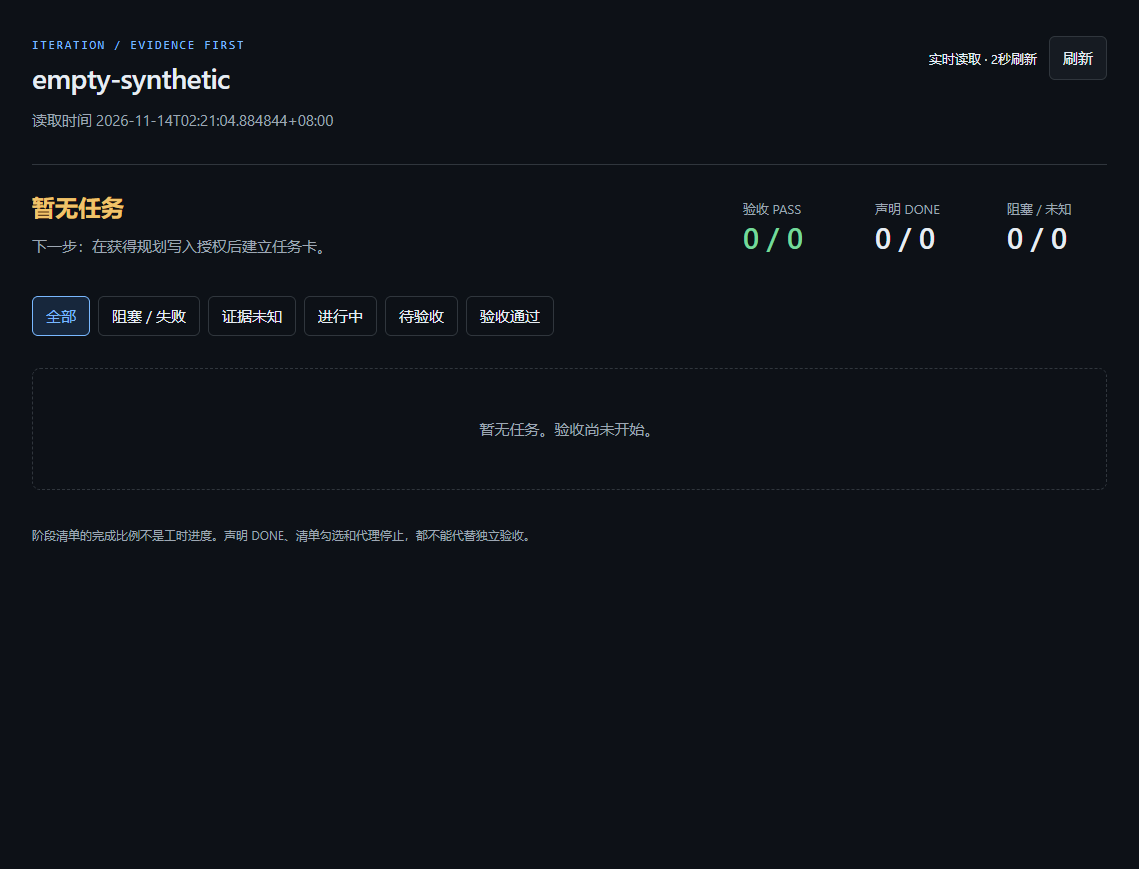 ITERATION / EVIDENCE FIRST
empty-synthetic
读取时间 2026-11-14T02:21:04.884844+08:00
实时读取 · 2秒刷新
刷新
暂无任务
下一步：在获得规划写入授权后建立任务卡。
验收 PASS
0 / 0
声明 DONE
0 / 0
阻塞 / 未知
0 / 0
全部
阻塞 / 失败
证据未知
进行中
待验收
验收通过
暂无任务。验收尚未开始。
阶段清单的完成比例不是工时进度。声明 DONE、清单勾选和代理停止，都不能代替独立验收。